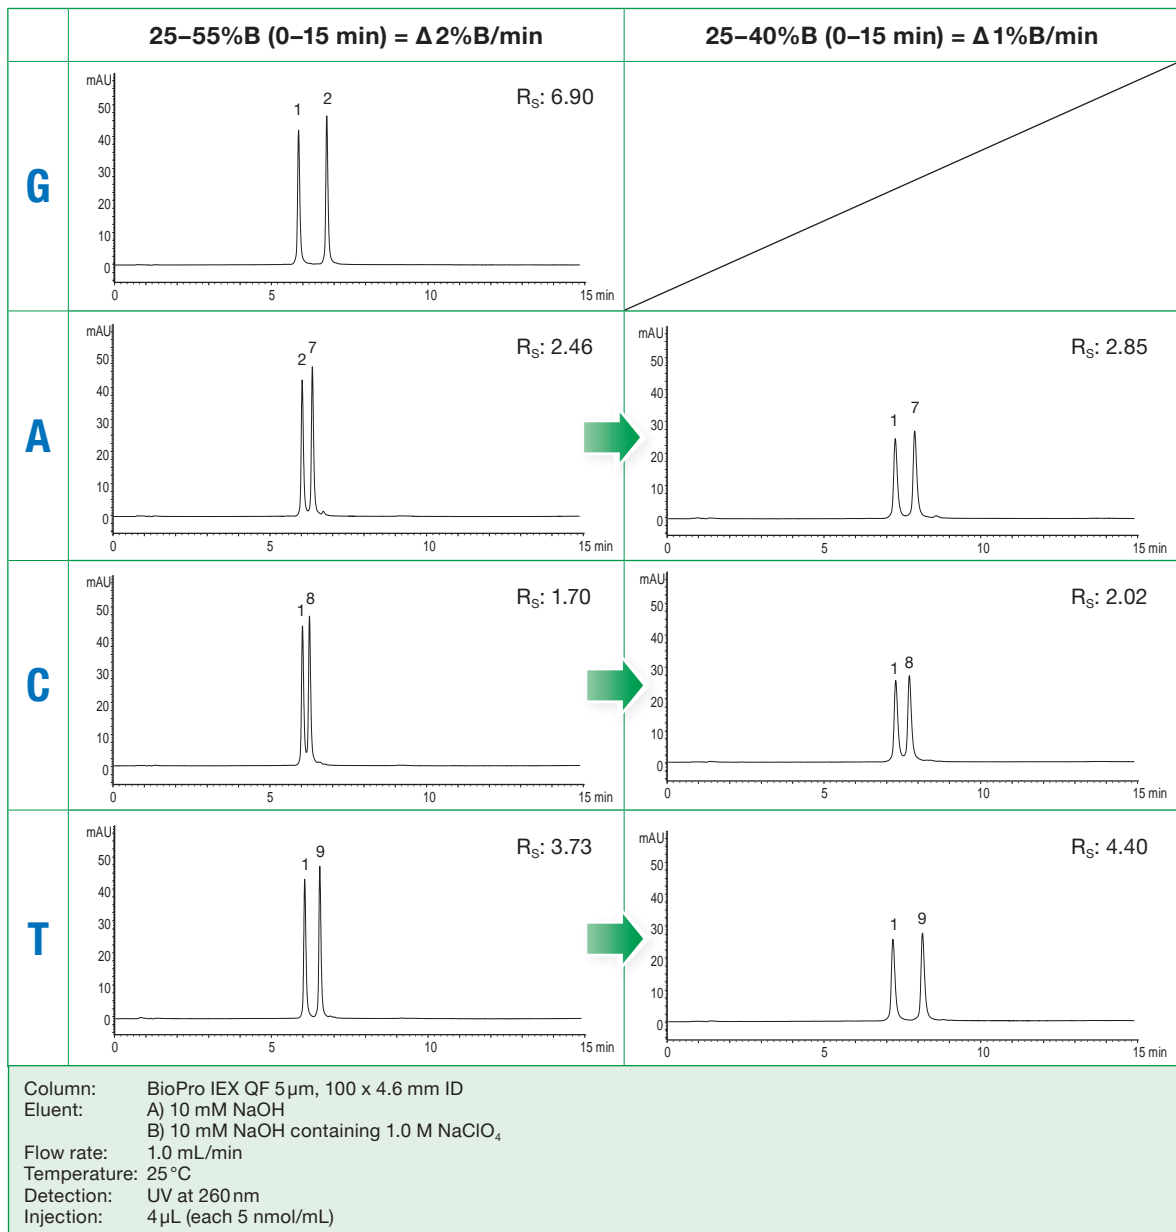 25–55%B (0–15 min) = Δ2%B/min
25–40%B (0–15 min) = Δ1%B/min
G
mAU
50
40
30
20
10
0
1
2
RS: 6.90
0
5
10
15 min
A
mAU
50
40
30
20
10
0
2
7
RS: 2.46
0
5
10
15 min
mAU
50
40
30
20
10
0
1
7
RS: 2.85
0
5
10
15 min
C
mAU
50
40
30
20
10
0
1
8
RS: 1.70
0
5
10
15 min
mAU
50
40
30
20
10
0
1
8
RS: 2.02
0
5
10
15 min
T
mAU
50
40
30
20
10
0
1
9
RS: 3.73
0
5
10
15 min
mAU
50
40
30
20
10
0
1
9
RS: 4.40
0
5
10
15 min
Column: BioPro IEX QF 5µm, 100 x 4.6 mm ID
Eluent: A) 10 mM NaOH
B) 10 mM NaOH containing 1.0 M NaClO4
Flow rate: 1.0 mL/min
Temperature: 25°C
Detection: UV at 260nm
Injection: 4µL (each 5 nmol/mL)